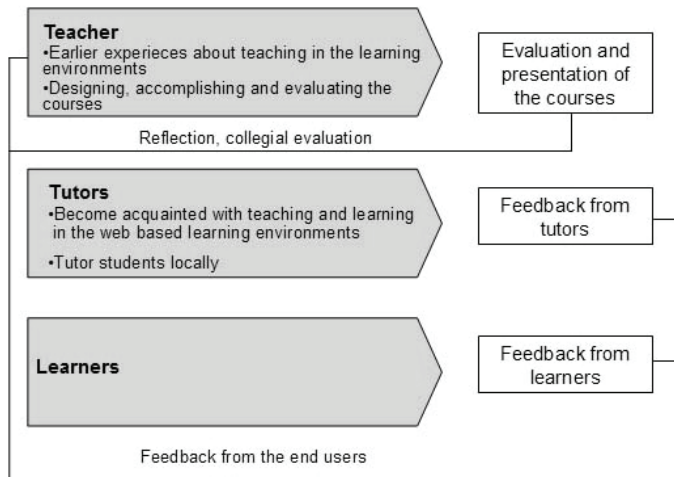 Teacher
•Earlier experieces about teaching in the learning
environments
•Designing, accomplishing and evaluating the
courses
Evaluation and
presentation of
the courses
Reflection, collegial evaluation
Tutors
•Become acquainted with teaching and learning
in the web based learning environments
•Tutor students locally
Feedback from
tutors
Learners
Feedback from
learners
Feedback from the end users